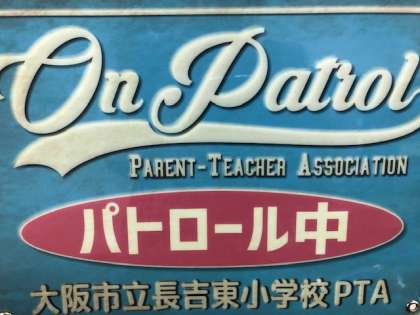 On Patrol
PARENT-TEACHER ASSOCIATION
パトロール中
大阪市立長吉東小学校PTA